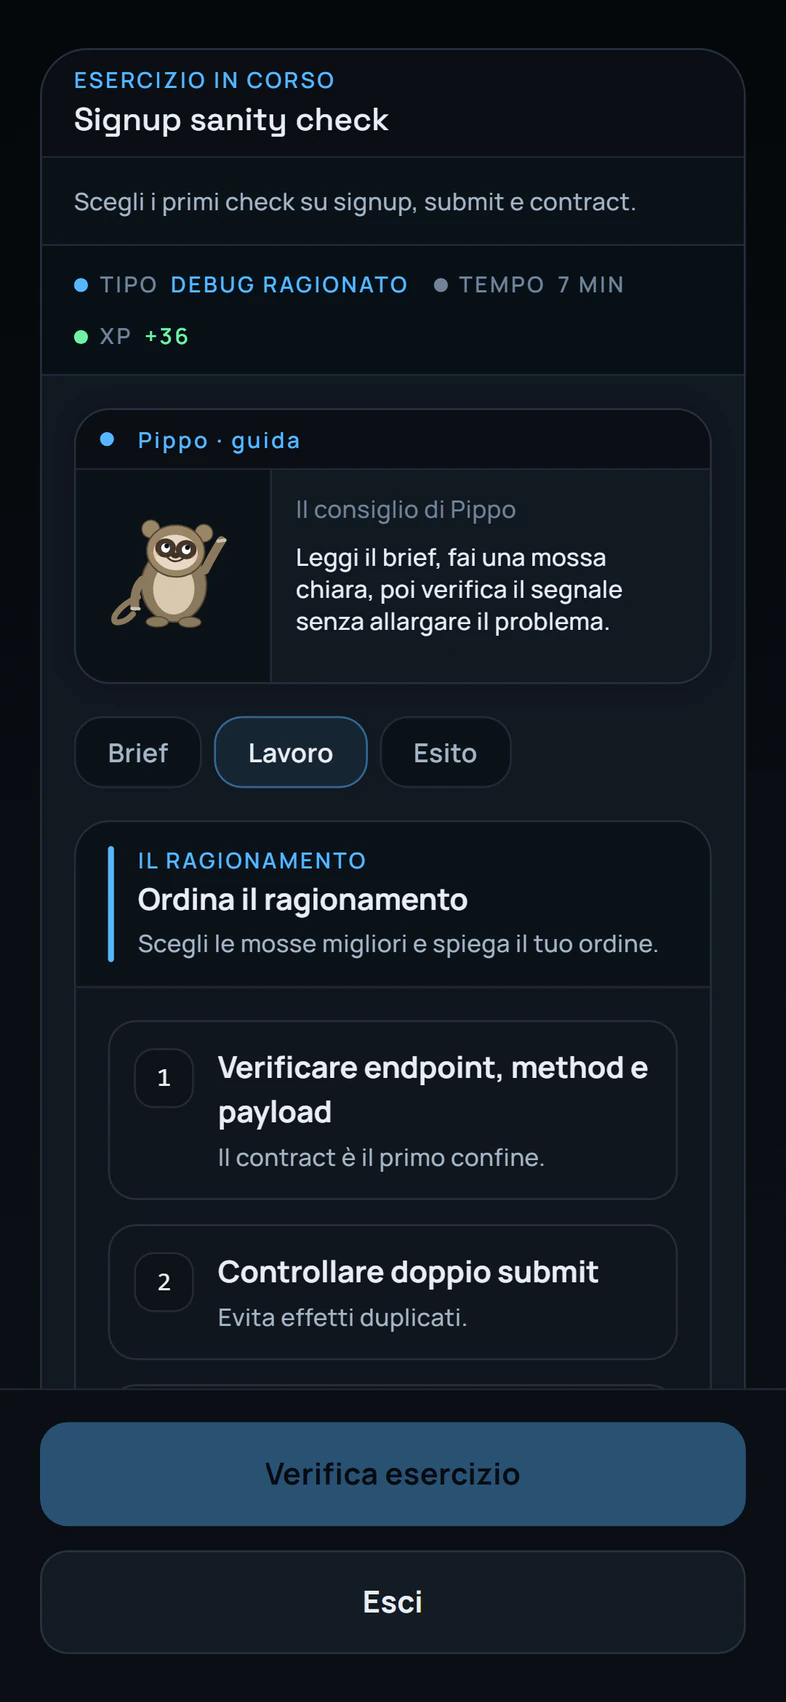 ESERCIZIO IN CORSO
Signup sanity check
Scegli i primi check su signup, submit e contract.
TIPO DEBUG RAGIONATO TEMPO 7 MIN
XP +36
Pippo · guida
Il consiglio di Pippo
Leggi il brief, fai una mossa
chiara, poi verifica il segnale
senza allargare il problema.
Brief Lavoro Esito
IL RAGIONAMENTO
Ordina il ragionamento
Scegli le mosse migliori e spiega il tuo ordine.
1 Verificare endpoint, method e
payload
Il contract è il primo confine.
2 Controllare doppio submit
Evita effetti duplicati.
Verifica esercizio
Esci